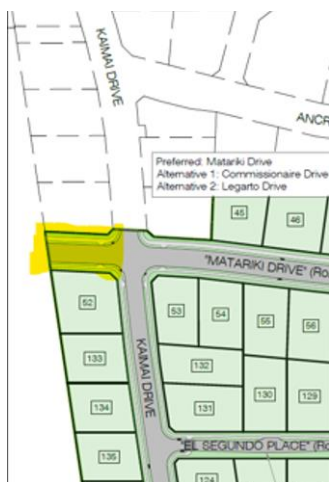 KAIMAI DRIVE
ANCR
Preferred: Matariki Drive
Alternative 1: Commissionaire Drive
Alternative 2: Legarto Drive
45
46
"MATARIKI DRIVE" (Ro
52
53
54
55
56
133
KAIMAI DRIVE
132
134
131
130
129
135
"EL SEGUNDO PLACE" (Ro
124